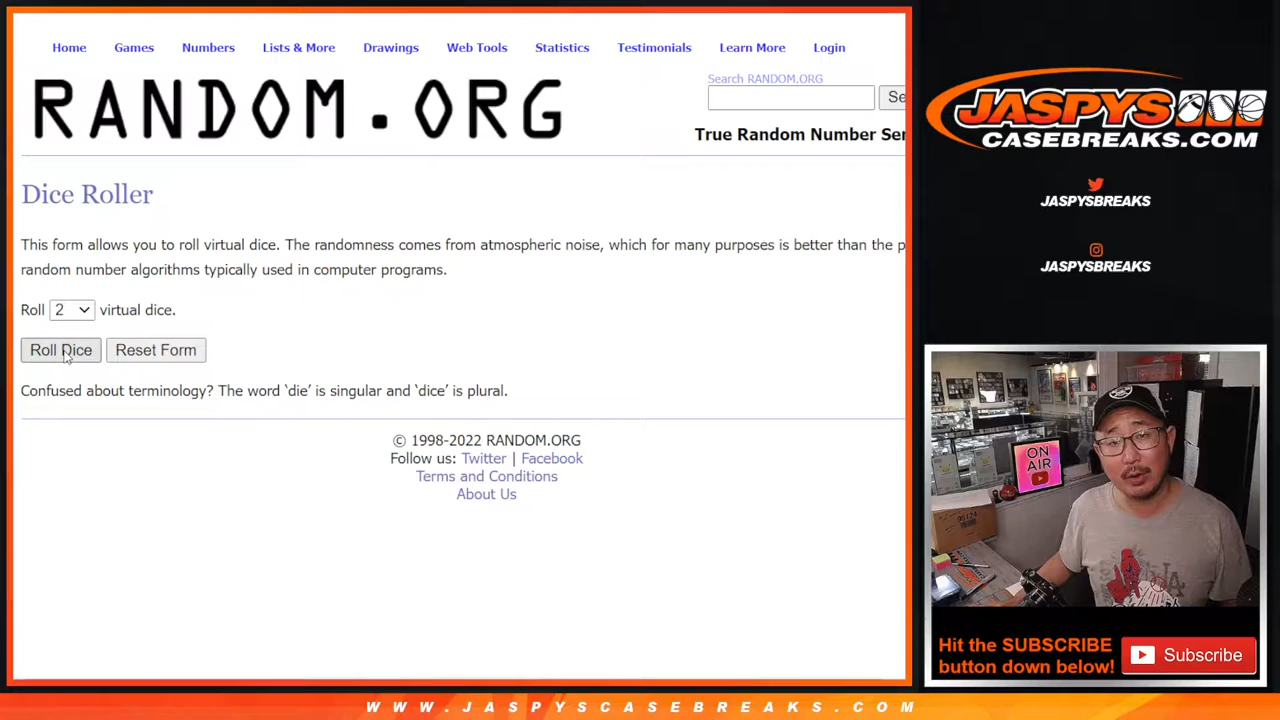 Home Games Numbers Lists & More Drawings Web Tools Statistics Testimonials Learn More Login
RANDOM.ORG
Search RANDOM.ORG
Se
True Random Number Ser
Dice Roller
This form allows you to roll virtual dice. The randomness comes from atmospheric noise, which for many purposes is better than the p
random number algorithms typically used in computer programs.
Roll 2 virtual dice.
Roll Dice Reset Form
Confused about terminology? The word ‘die’ is singular and ‘dice’ is plural.
© 1998-2022 RANDOM.ORG
Follow us: Twitter | Facebook
Terms and Conditions
About Us
JASPYS
CASEBREAKS.COM
JASPYSBREAKS
JASPYSBREAKS
ON
AIR
Hit the SUBSCRIBE
button down below!
Subscribe
WWW.JASPYSCASEBREAKS.COM